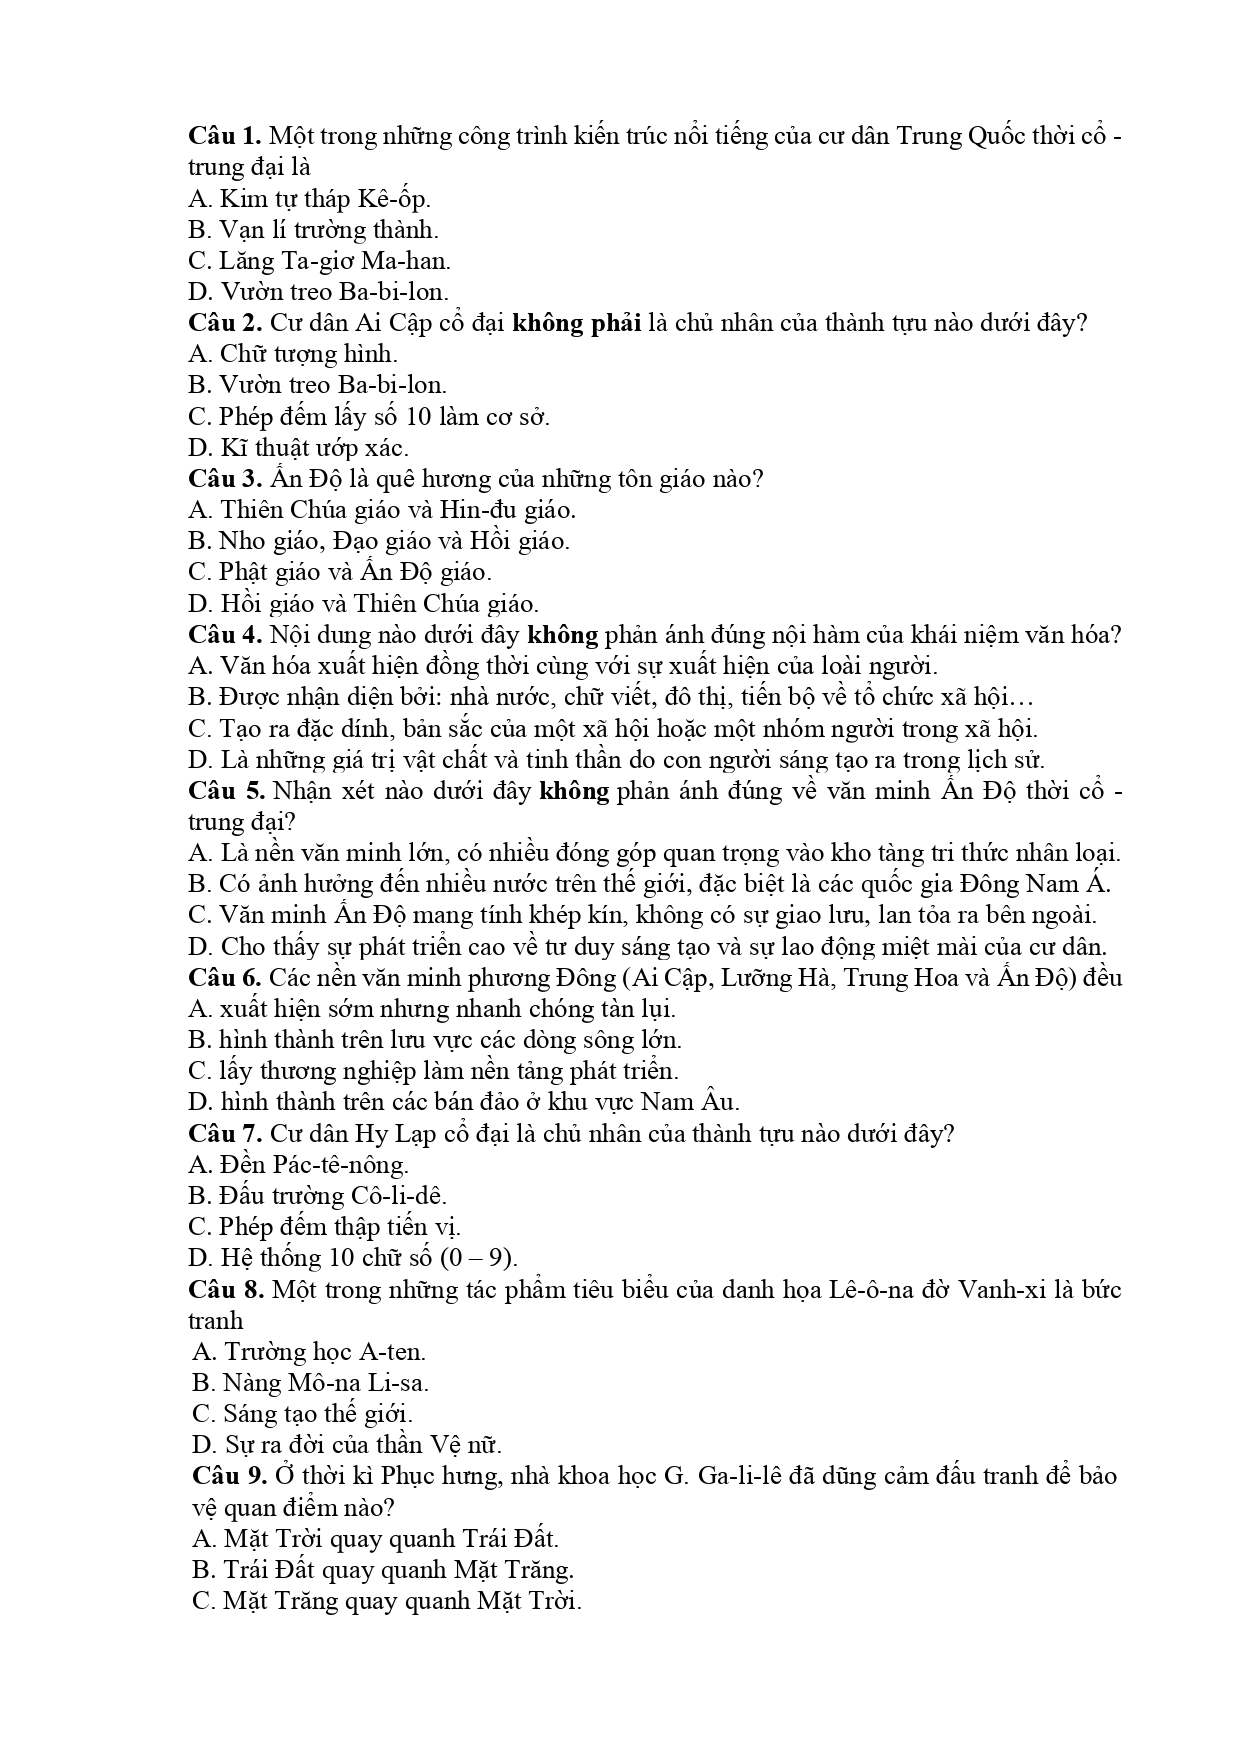 Câu 1. Một trong những công trình kiến trúc nổi tiếng của cư dân Trung Quốc thời cổ -
trung đại là
A. Kim tự tháp Kê-ốp.
B. Vạn lí trường thành.
C. Lăng Ta-giơ Ma-han.
D. Vườn treo Ba-bi-lon.
Câu 2. Cư dân Ai Cập cổ đại không phải là chủ nhân của thành tựu nào dưới đây?
A. Chữ tượng hình.
B. Vườn treo Ba-bi-lon.
C. Phép đếm lấy số 10 làm cơ sở.
D. Kĩ thuật ướp xác.
Câu 3. Ấn Độ là quê hương của những tôn giáo nào?
A. Thiên Chúa giáo và Hin-đu giáo.
B. Nho giáo, Đạo giáo và Hồi giáo.
C. Phật giáo và Ấn Độ giáo.
D. Hồi giáo và Thiên Chúa giáo.
Câu 4. Nội dung nào dưới đây không phản ánh đúng nội hàm của khái niệm văn hóa?
A. Văn hóa xuất hiện đồng thời cùng với sự xuất hiện của loài người.
B. Được nhận diện bởi: nhà nước, chữ viết, đô thị, tiến bộ về tổ chức xã hội…
C. Tạo ra đặc dính, bản sắc của một xã hội hoặc một nhóm người trong xã hội.
D. Là những giá trị vật chất và tinh thần do con người sáng tạo ra trong lịch sử.
Câu 5. Nhận xét nào dưới đây không phản ánh đúng về văn minh Ấn Độ thời cổ -
trung đại?
A. Là nền văn minh lớn, có nhiều đóng góp quan trọng vào kho tàng tri thức nhân loại.
B. Có ảnh hưởng đến nhiều nước trên thế giới, đặc biệt là các quốc gia Đông Nam Á.
C. Văn minh Ấn Độ mang tính khép kín, không có sự giao lưu, lan tỏa ra bên ngoài.
D. Cho thấy sự phát triển cao về tư duy sáng tạo và sự lao động miệt mài của cư dân.
Câu 6. Các nền văn minh phương Đông (Ai Cập, Lưỡng Hà, Trung Hoa và Ấn Độ) đều
A. xuất hiện sớm nhưng nhanh chóng tàn lụi.
B. hình thành trên lưu vực các dòng sông lớn.
C. lấy thương nghiệp làm nền tảng phát triển.
D. hình thành trên các bán đảo ở khu vực Nam Âu.
Câu 7. Cư dân Hy Lạp cổ đại là chủ nhân của thành tựu nào dưới đây?
A. Đền Pác-tê-nông.
B. Đấu trường Cô-li-dê.
C. Phép đếm thập tiến vị.
D. Hệ thống 10 chữ số (0 – 9).
Câu 8. Một trong những tác phẩm tiêu biểu của danh họa Lê-ô-na đờ Vanh-xi là bức
tranh
A. Trường học A-ten.
B. Nàng Mô-na Li-sa.
C. Sáng tạo thế giới.
D. Sự ra đời của thần Vệ nữ.
Câu 9. Ở thời kì Phục hưng, nhà khoa học G. Ga-li-lê đã dũng cảm đấu tranh để bảo
vệ quan điểm nào?
A. Mặt Trời quay quanh Trái Đất.
B. Trái Đất quay quanh Mặt Trăng.
C. Mặt Trăng quay quanh Mặt Trời.